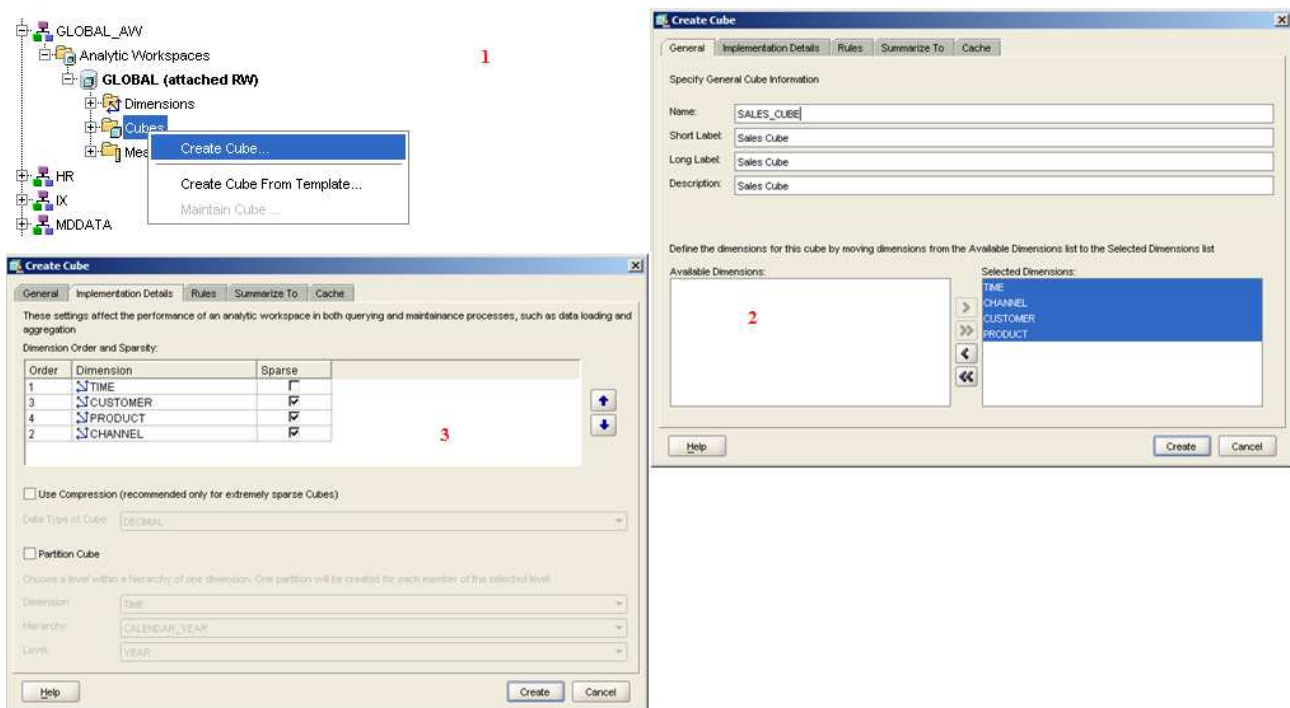 GLOBAL_AW
Analytic Workspaces
GLOBAL (attached RW)
Dimensions
Cubes
Mea
HR
IX
MDDATA
Create Cube...
Create Cube From Template...
Maintain Cube ...
1
Create Cube
General Implementation Details Rules Summarize To Cache
Specify General Cube Information
Name: SALES_CUBE
Short Label: Sales Cube
Long Label: Sales Cube
Description: Sales Cube
Define the dimensions for this cube by moving dimensions from the Available Dimensions list to the Selected Dimensions list
Available Dimensions:
2
Selected Dimensions:
TIME
CHANNEL
CUSTOMER
PRODUCT
Help Create Cancel
Create Cube
General Implementation Details Rules Summarize To Cache
These settings affect the performance of an analytic workspace in both querying and maintainance processes, such as data loading and
aggregation
Dimension Order and Sparsity:
Order Dimension Sparse
1 TIME
3 CUSTOMER
4 PRODUCT
2 CHANNEL
3
Use Compression (recommended only for extremely sparse Cubes)
Data Type of Cube: DECIMAL
Partition Cube
Choose a level within a hierarchy of one dimension. One partition will be created for each member of the selected level
Dimension: TIME
Hierarchy: CALENDAR_YEAR
Level: YEAR
Help Create Cancel